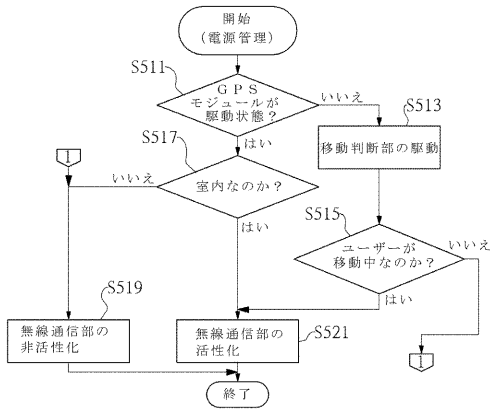 開始
(電源管理)
S511
GPS
モジュールが
駆動状態?
いいえ
S513
はい
S517
移動判断部の駆動
1
いいえ
室内なのか?
S515
はい
ユーザーが
移動中なのか?
いいえ
はい
S519
無線通信部の
非活性化
無線通信部の
活性化
S521
1
終了